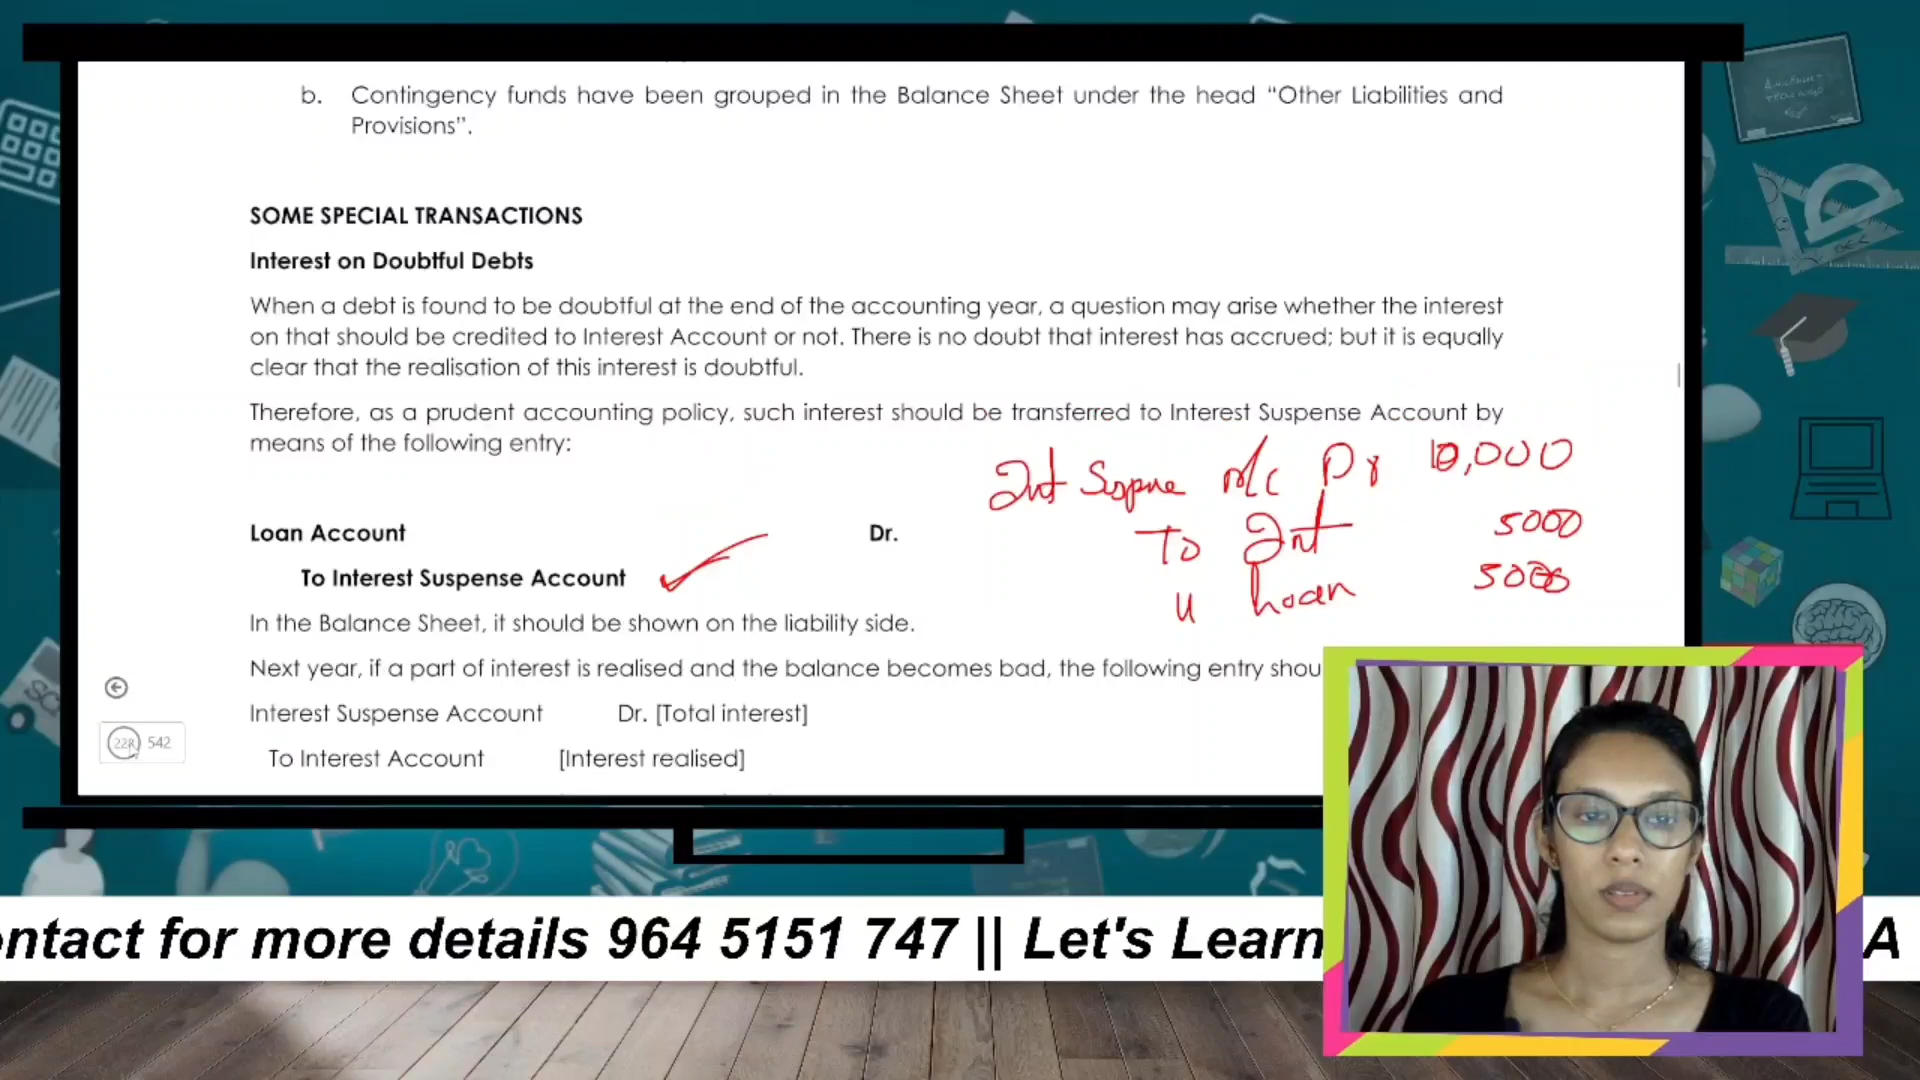 b. Contingency funds have been grouped in the Balance Sheet under the head “Other Liabilities and
Provisions”.
SOME SPECIAL TRANSACTIONS
Interest on Doubtful Debts
When a debt is found to be doubtful at the end of the accounting year, a question may arise whether the interest
on that should be credited to Interest Account or not. There is no doubt that interest has accrued; but it is equally
clear that the realisation of this interest is doubtful.
Therefore, as a prudent accounting policy, such interest should be transferred to Interest Suspense Account by
means of the following entry:
Int Suspne A/c Dr 10,000
To Int 5000
" Loan 5000
Loan Account Dr.
To Interest Suspense Account
In the Balance Sheet, it should be shown on the liability side.
Next year, if a part of interest is realised and the balance becomes bad, the following entry shou
Interest Suspense Account Dr. [Total interest]
To Interest Account [Interest realised]
542
ontact for more details 964 5151 747 || Let's Learn
A